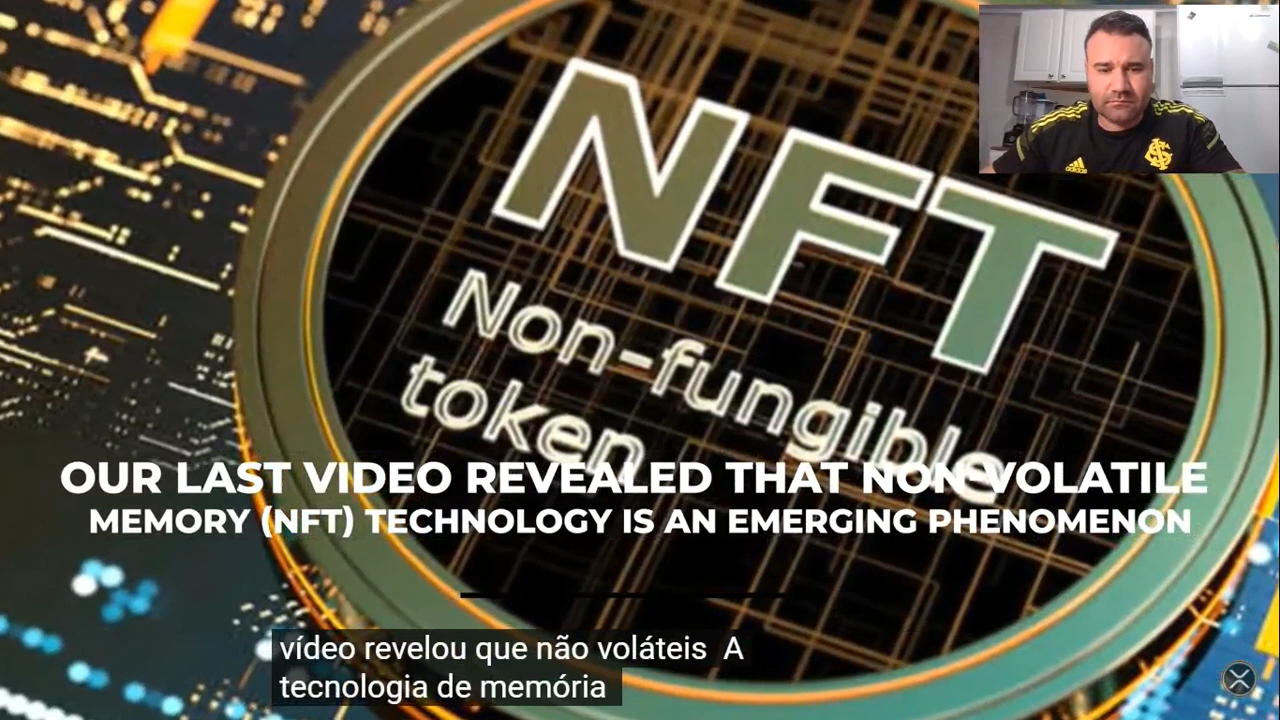 NFT
Non-fungible
token
OUR LAST VIDEO REVEALED THAT NON-VOLATILE
MEMORY (NFT) TECHNOLOGY IS AN EMERGING PHENOMENON
vídeo revelou que não voláteis A
tecnologia de memória
adidas